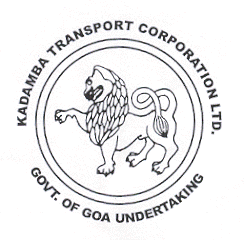 KADAMBA TRANSPORT CORPORATION LTD.
GOVT. OF GOA UNDERTAKING